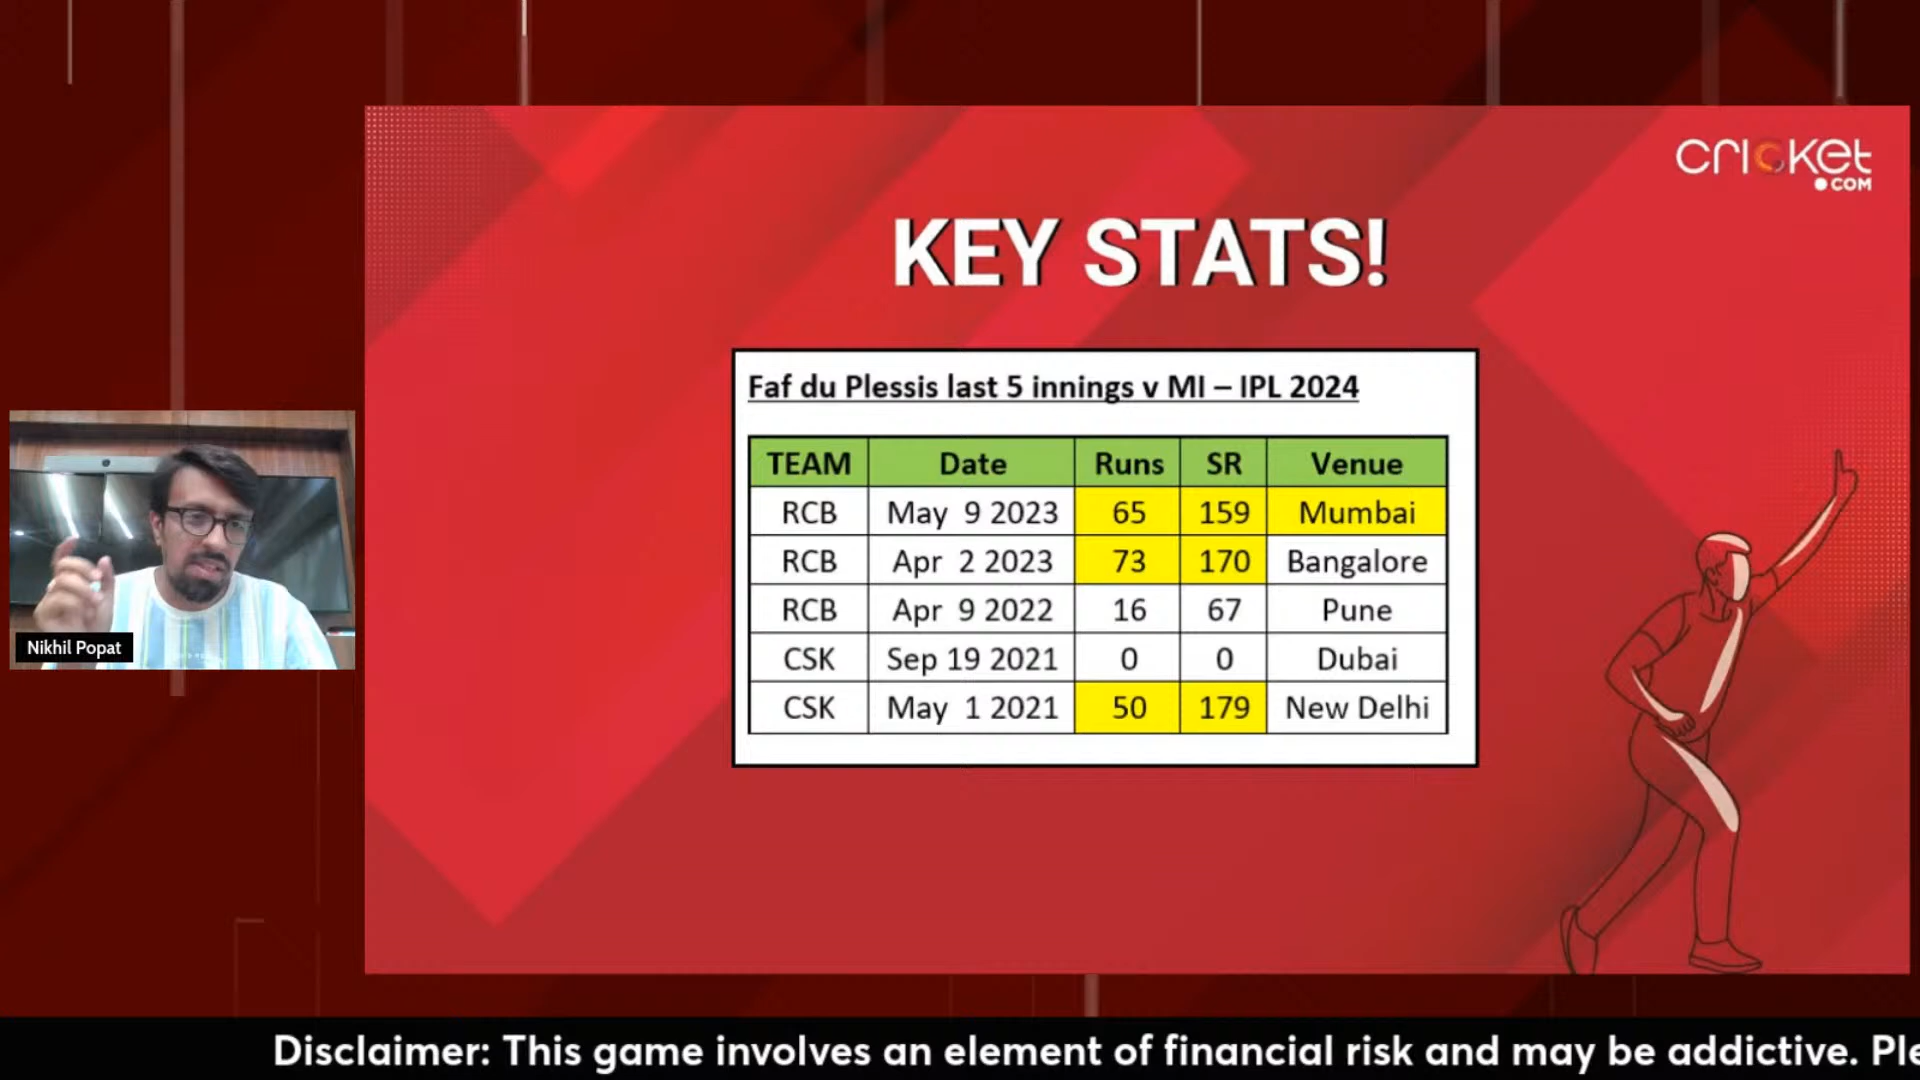 cricket
.COM
KEY STATS!
Faf du Plessis last 5 innings v MI – IPL 2024
TEAM Date Runs SR Venue
RCB May 9 2023 65 159 Mumbai
RCB Apr 2 2023 73 170 Bangalore
RCB Apr 9 2022 16 67 Pune
CSK Sep 19 2021 0 0 Dubai
CSK May 1 2021 50 179 New Delhi
Nikhil Popat
Disclaimer: This game involves an element of financial risk and may be addictive. Ple